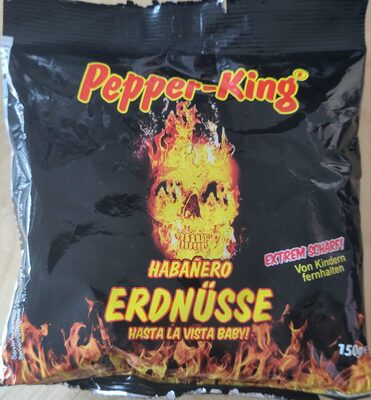 Pepper-King®
HABAÑERO
ERDNÜSSE
HASTA LA VISTA BABY!
EXTREM SCHARF!
Von Kindern
fernhalten
150g